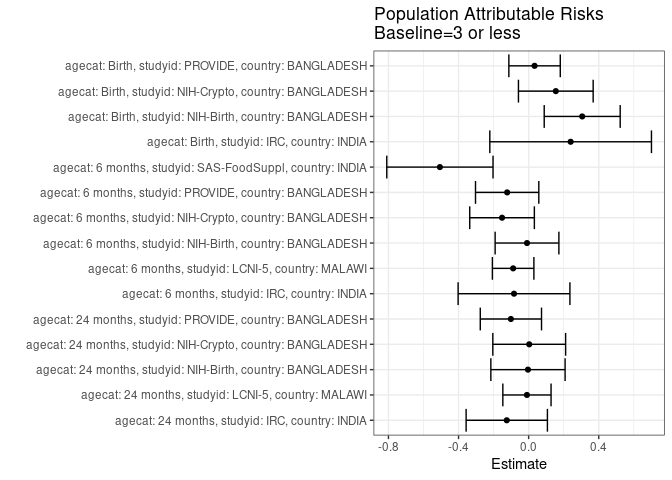 Population Attributable Risks
Baseline=3 or less
agecat: Birth, studyid: PROVIDE, country: BANGLADESH
agecat: Birth, studyid: NIH-Crypto, country: BANGLADESH
agecat: Birth, studyid: NIH-Birth, country: BANGLADESH
agecat: Birth, studyid: IRC, country: INDIA
agecat: 6 months, studyid: SAS-FoodSuppl, country: INDIA
agecat: 6 months, studyid: PROVIDE, country: BANGLADESH
agecat: 6 months, studyid: NIH-Crypto, country: BANGLADESH
agecat: 6 months, studyid: NIH-Birth, country: BANGLADESH
agecat: 6 months, studyid: LCNI-5, country: MALAWI
agecat: 6 months, studyid: IRC, country: INDIA
agecat: 24 months, studyid: PROVIDE, country: BANGLADESH
agecat: 24 months, studyid: NIH-Crypto, country: BANGLADESH
agecat: 24 months, studyid: NIH-Birth, country: BANGLADESH
agecat: 24 months, studyid: LCNI-5, country: MALAWI
agecat: 24 months, studyid: IRC, country: INDIA
-0.8 -0.4 0.0 0.4
Estimate